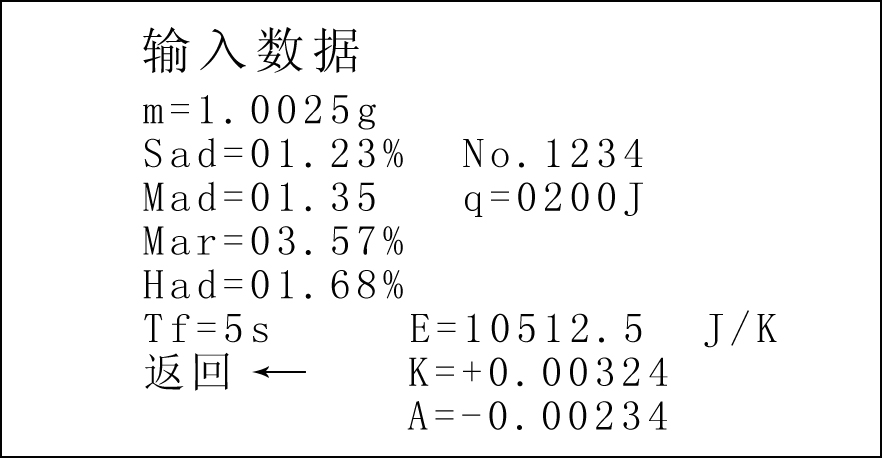 输入数据
m=1.0025g
Sad=01.23% No.1234
Mad=01.35 q=0200J
Mar=03.57%
Had=01.68%
Tf=5s E=10512.5 J/K
返回 ← K=+0.00324
A=-0.00234